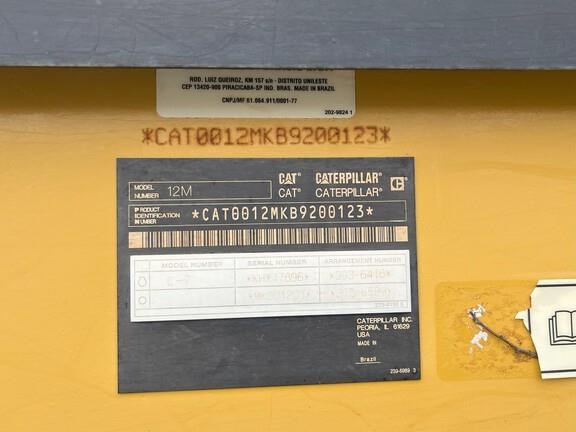 ROD. LUIZ QUEIROZ, KM 157 s/n - DISTRITO UNILESTE
CEP 13420-900 PIRACICABA-SP IND. BRAS. MADE IN BRAZIL
CNPJ/MF 61.064.911/0001-77
202-9824 1
*CAT0012MKB9200123*
MODEL NUMBER 12M
CAT® CATERPILLAR® C
CAT® CATERPILLAR®
PRODUCT IDENTIFICATION NUMBER *CAT0012MKB9200123*
MODEL NUMBER SERIAL NUMBER ARRANGEMENT NUMBER
CATERPILLAR INC.
PEORIA, IL 61629
USA
MADE IN
Brazil
239-6969 3